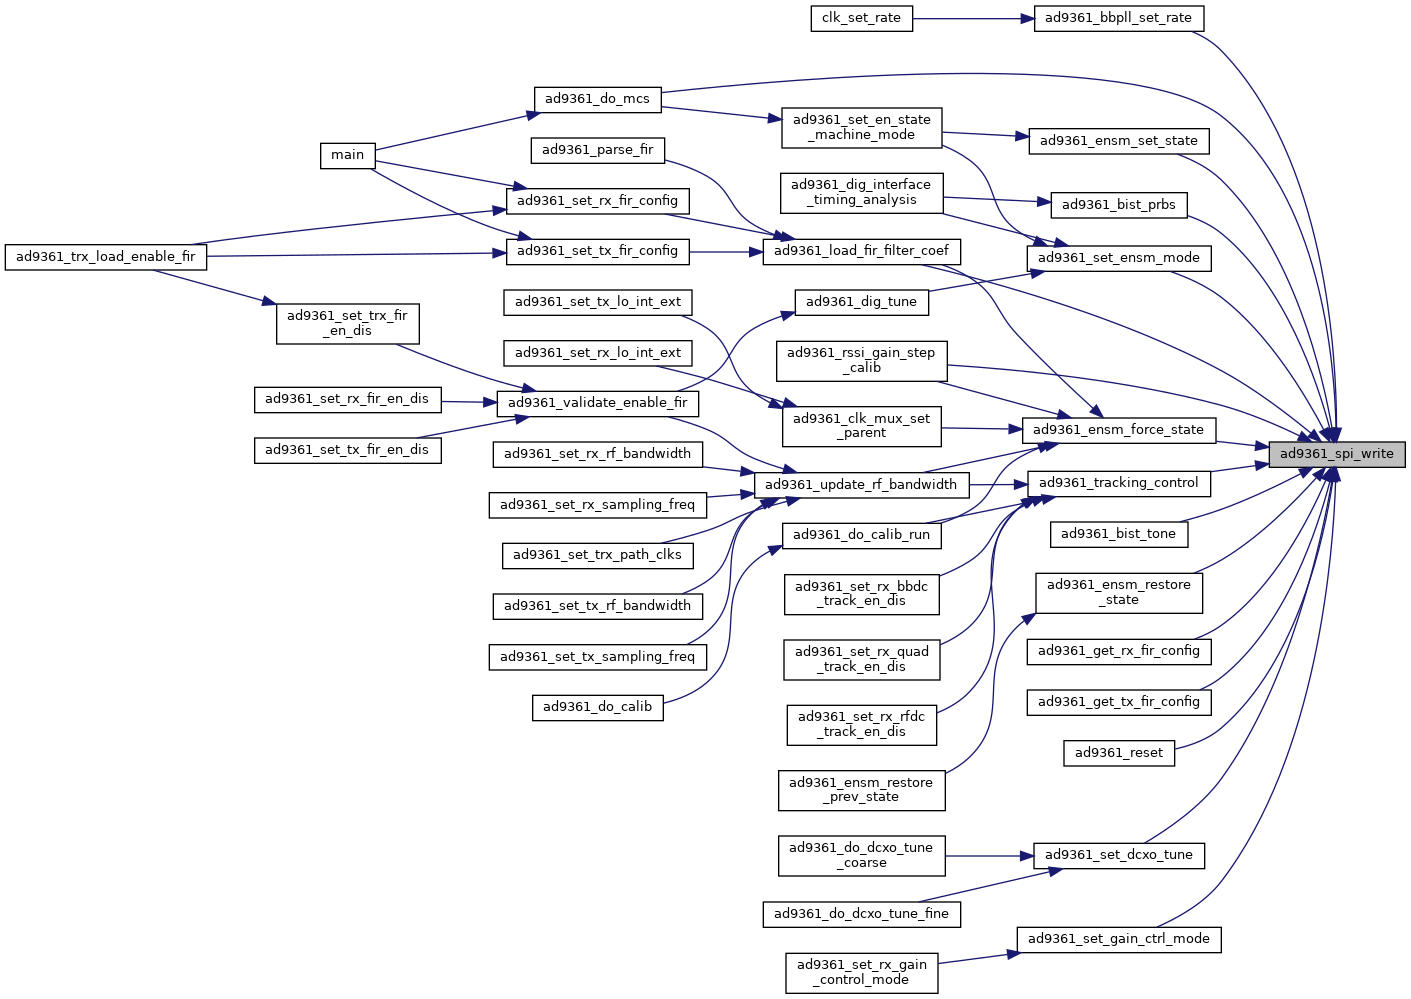 clk_set_rate
ad9361_bbpll_set_rate
ad9361_do_mcs
ad9361_set_en_state
_machine_mode
ad9361_ensm_set_state
main
ad9361_parse_fir
ad9361_dig_interface
_timing_analysis
ad9361_bist_prbs
ad9361_set_rx_fir_config
ad9361_trx_load_enable_fir
ad9361_set_tx_fir_config
ad9361_load_fir_filter_coef
ad9361_set_ensm_mode
ad9361_set_tx_lo_int_ext
ad9361_dig_tune
ad9361_set_trx_fir
_en_dis
ad9361_set_rx_lo_int_ext
ad9361_rssi_gain_step
_calib
ad9361_set_rx_fir_en_dis
ad9361_validate_enable_fir
ad9361_clk_mux_set
_parent
ad9361_ensm_force_state
ad9361_spi_write
ad9361_set_tx_fir_en_dis
ad9361_set_rx_rf_bandwidth
ad9361_update_rf_bandwidth
ad9361_tracking_control
ad9361_set_rx_sampling_freq
ad9361_do_calib_run
ad9361_bist_tone
ad9361_set_trx_path_clks
ad9361_set_rx_bbdc
_track_en_dis
ad9361_ensm_restore
_state
ad9361_set_tx_rf_bandwidth
ad9361_set_tx_sampling_freq
ad9361_set_rx_quad
_track_en_dis
ad9361_get_rx_fir_config
ad9361_do_calib
ad9361_set_rx_rfdc
_track_en_dis
ad9361_get_tx_fir_config
ad9361_reset
ad9361_ensm_restore
_prev_state
ad9361_do_dcxo_tune
_coarse
ad9361_set_dcxo_tune
ad9361_do_dcxo_tune_fine
ad9361_set_gain_ctrl_mode
ad9361_set_rx_gain
_control_mode